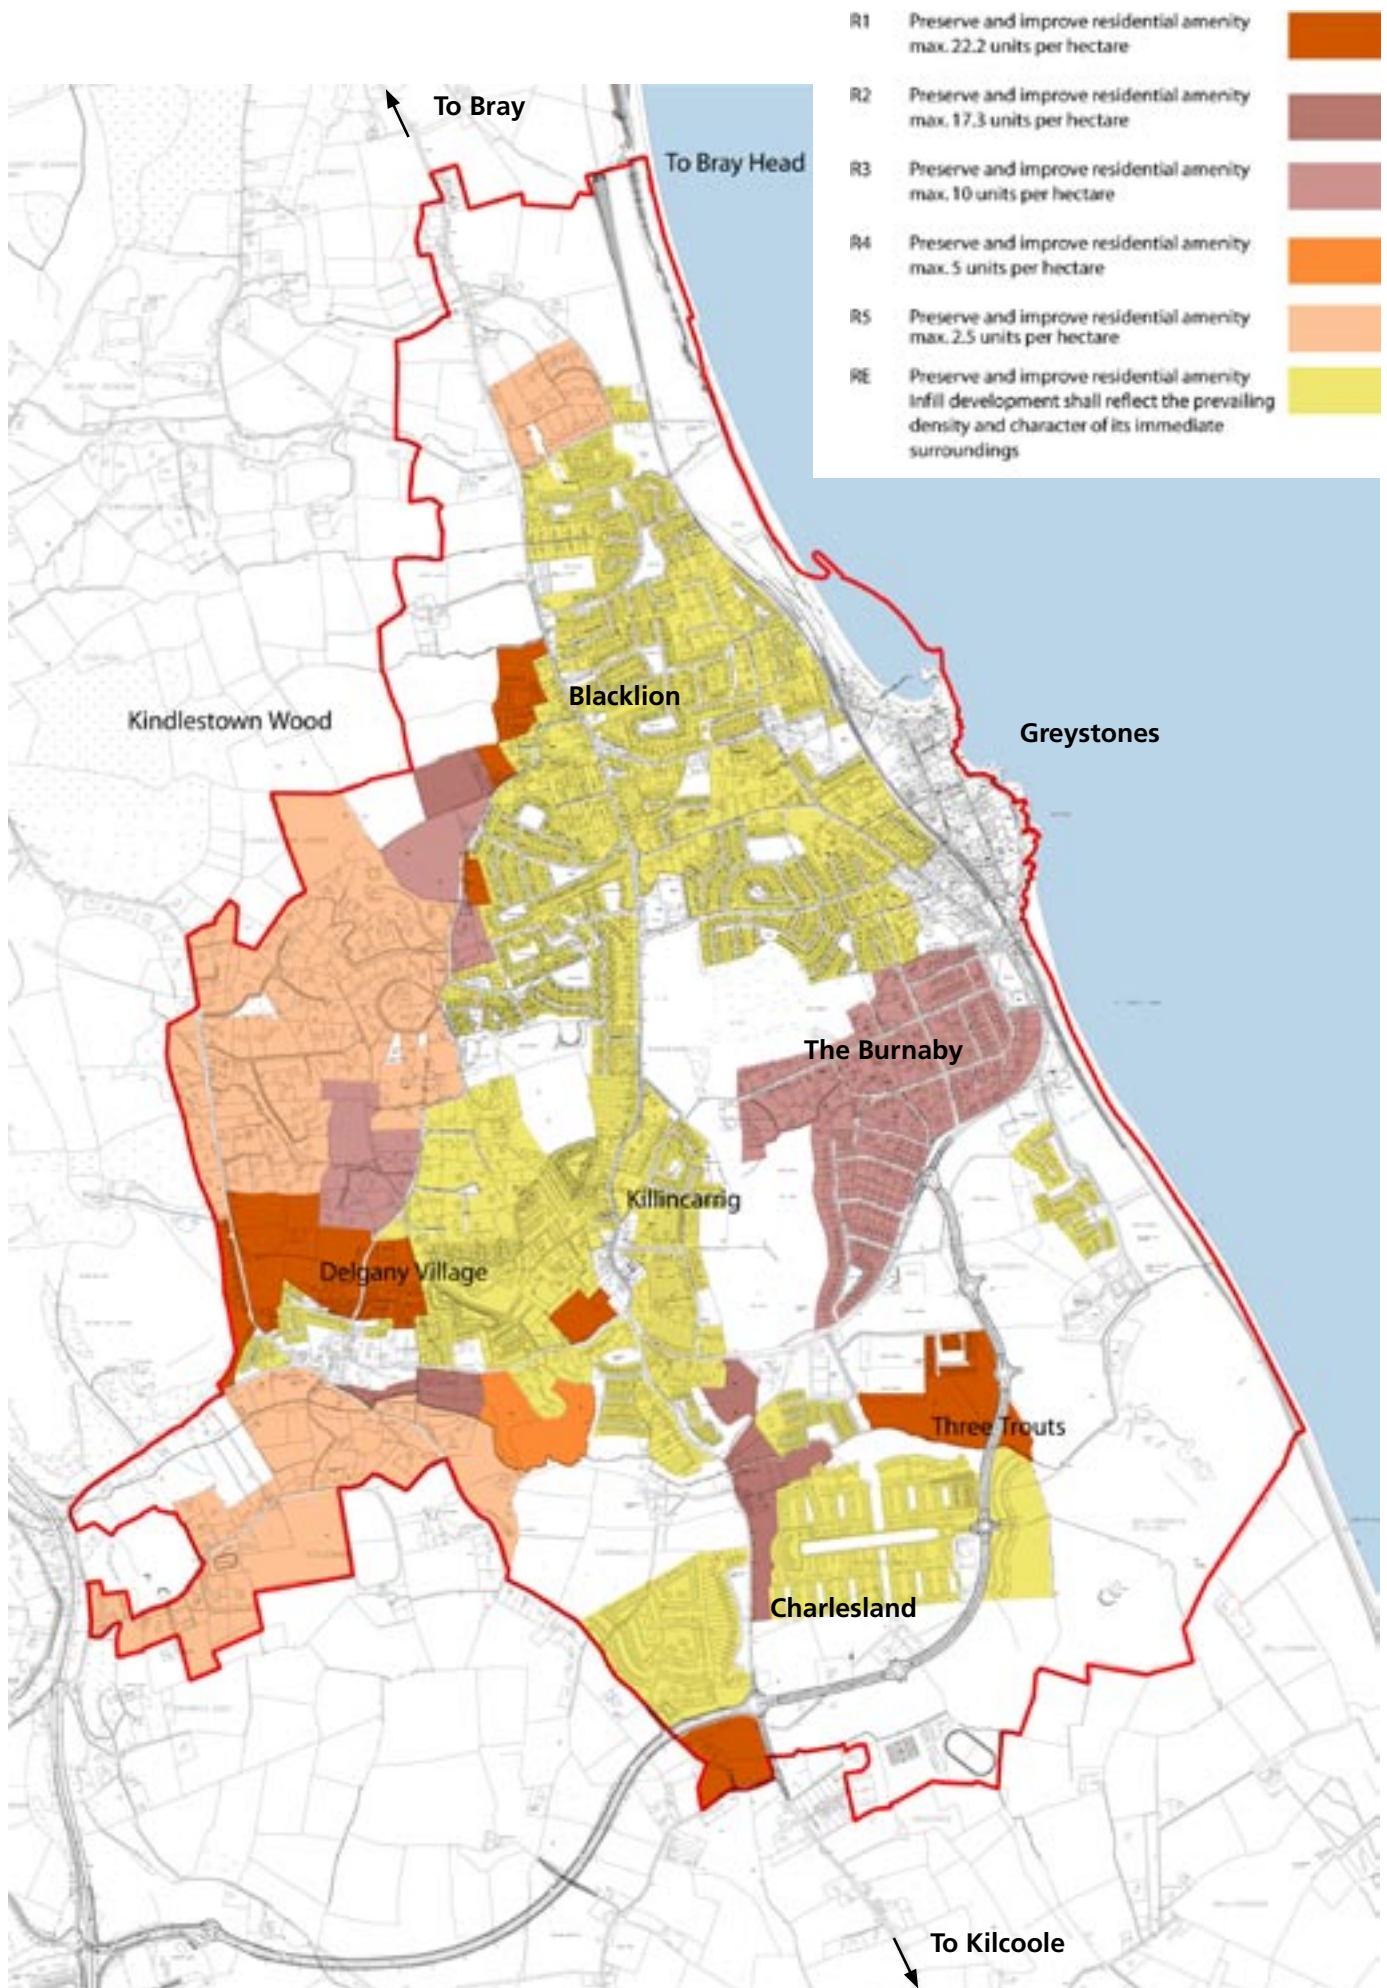 R1 Preserve and improve residential amenity
max. 22.2 units per hectare
R2 Preserve and improve residential amenity
max. 17.3 units per hectare
R3 Preserve and improve residential amenity
max. 10 units per hectare
R4 Preserve and improve residential amenity
max. 5 units per hectare
R5 Preserve and improve residential amenity
max. 2.5 units per hectare
RE Preserve and improve residential amenity
Infill development shall reflect the prevailing
density and character of its immediate
surroundings
To Bray
To Bray Head
Blacklion
Kindlestown Wood
Greystones
The Burnaby
Killincarrig
Delgany Village
Three Trouts
Charlesland
To Kilcoole